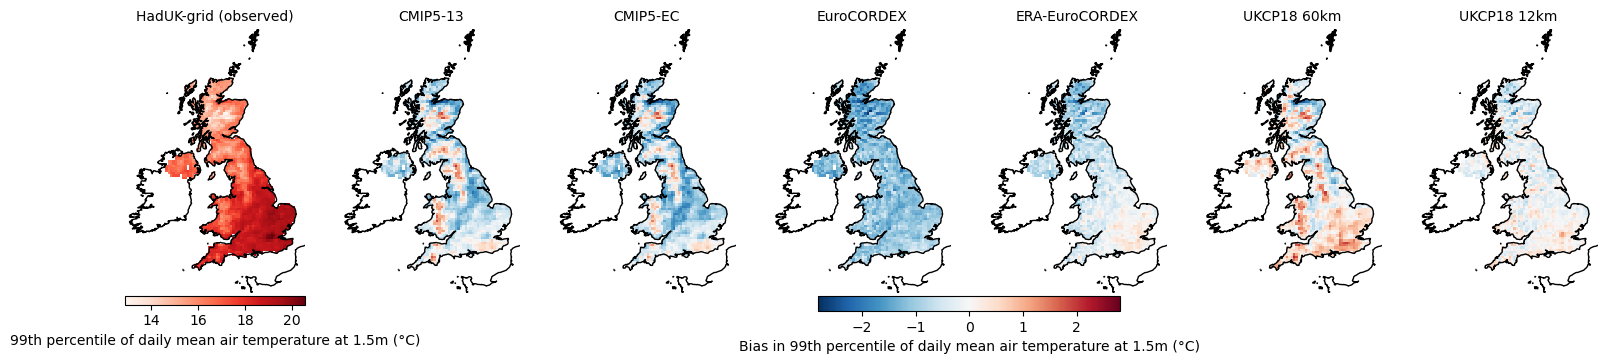 HadUK-grid (observed) CMIP5-13 CMIP5-EC EuroCORDEX ERA-EuroCORDEX UKCP18 60km UKCP18 12km
14 16 18 20
99th percentile of daily mean air temperature at 1.5m (°C)
−2 −1 0 1 2
Bias in 99th percentile of daily mean air temperature at 1.5m (°C)